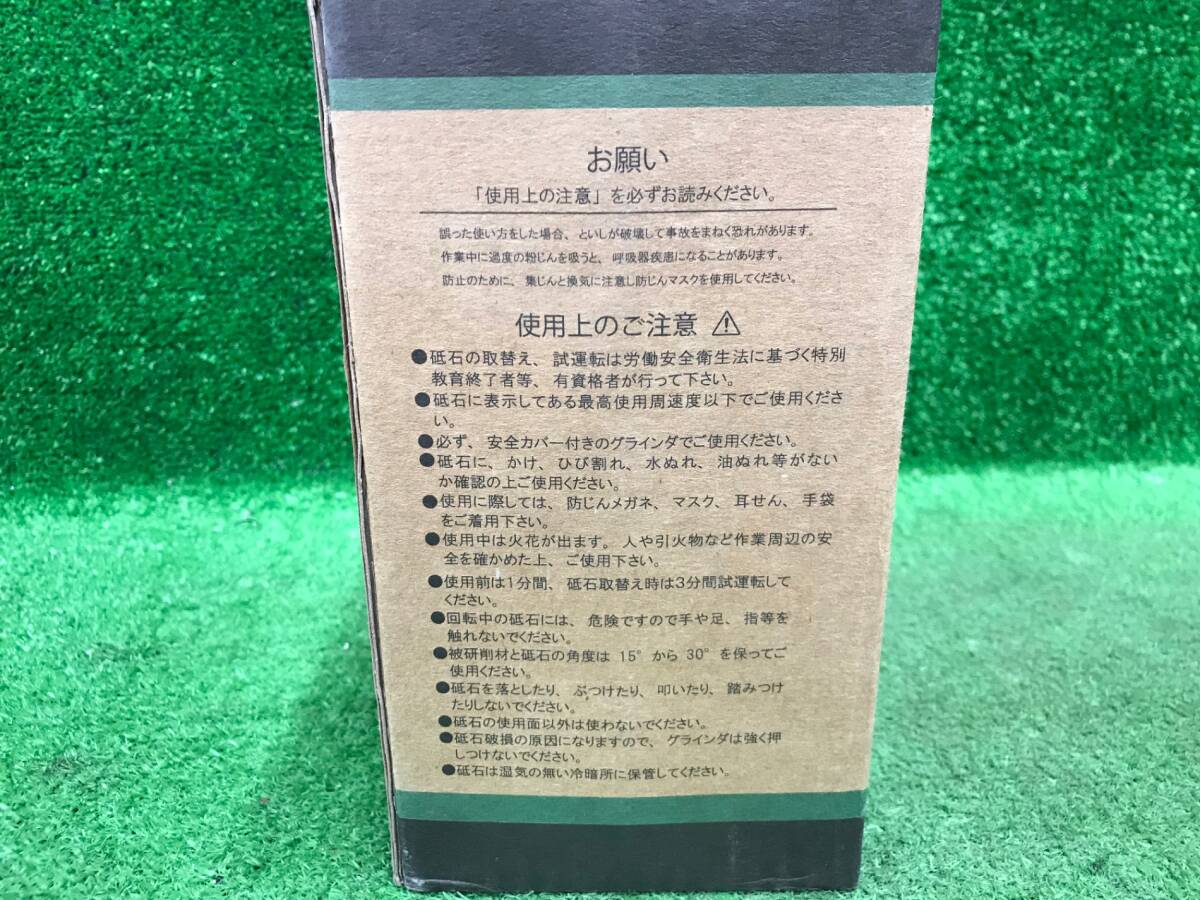 お願い
「使用上の注意」を必ずお読みください。
誤った使い方をした場合、といしが破壊して事故をまねく恐れがあります。
作業中に過度の粉じんを吸うと、呼吸器疾患になることがあります。
防止のために、集じんと換気に注意し防じんマスクを使用してください。
使用上のご注意 ⚠
●砥石の取替え、試運転は労働安全衛生法に基づく特別
教育終了者等、有資格者が行って下さい。
●砥石に表示してある最高使用周速度以下でご使用くださ
い。
●必ず、安全カバー付きのグラインダでご使用ください。
●砥石に、かけ、ひび割れ、水ぬれ、油ぬれ等がない
か確認の上ご使用ください。
●使用に際しては、防じんメガネ、マスク、耳せん、手袋
をご着用下さい。
●使用中は火花が出ます。人や引火物など作業周辺の安
全を確かめた上、ご使用下さい。
●使用前は1分間、砥石取替え時は3分間試運転して
ください。
●回転中の砥石には、危険ですので手や足、指等を
触れないでください。
●被研削材と砥石の角度は 15° から 30° を保ってご
使用ください。
●砥石を落としたり、ぶつけたり、叩いたり、踏みつけ
たりしないでください。
●砥石の使用面以外は使わないでください。
●砥石破損の原因になりますので、グラインダは強く押
しつけないでください。
●砥石は湿気の無い冷暗所に保管してください。